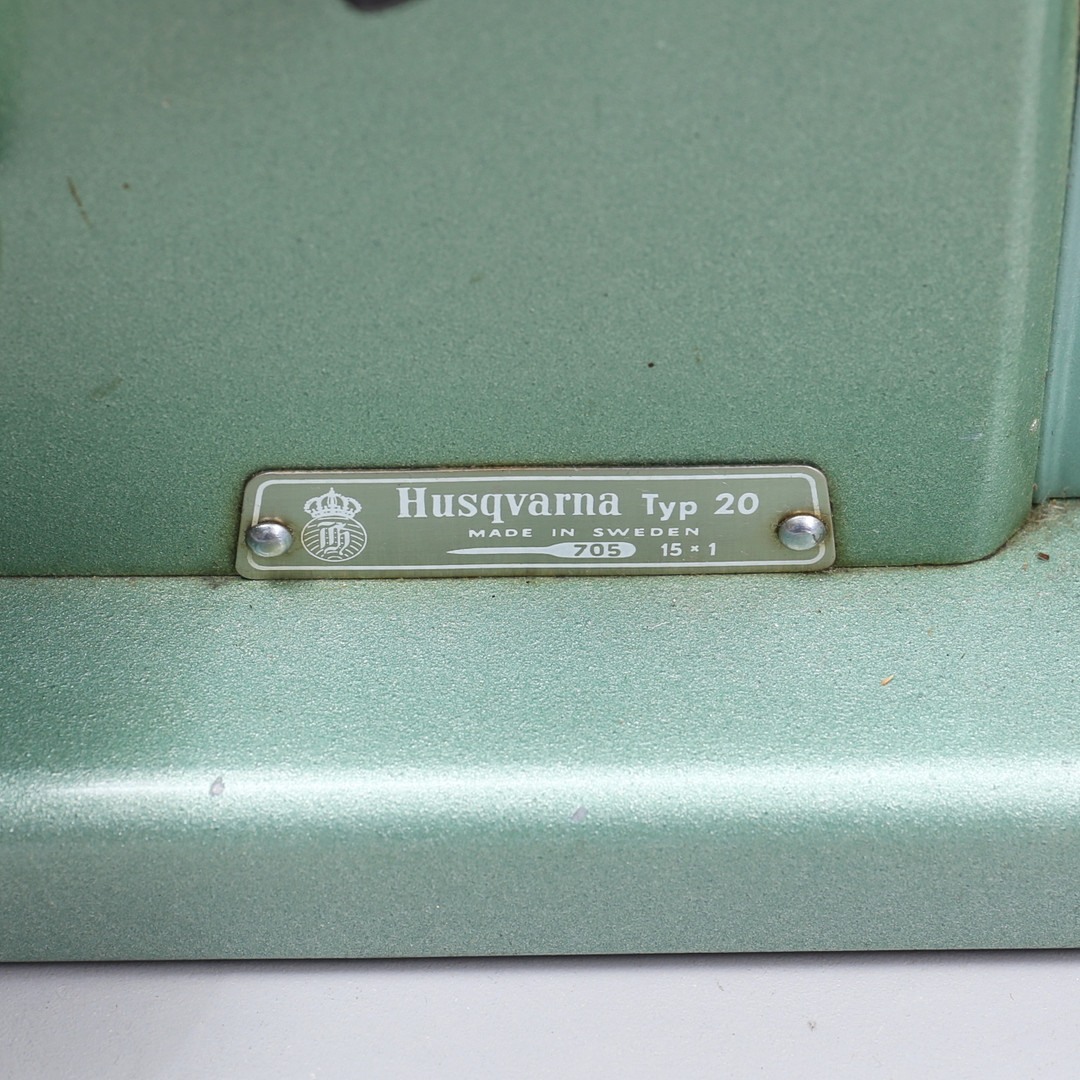 Husqvarna Typ 20
MADE IN SWEDEN
705 15 x 1